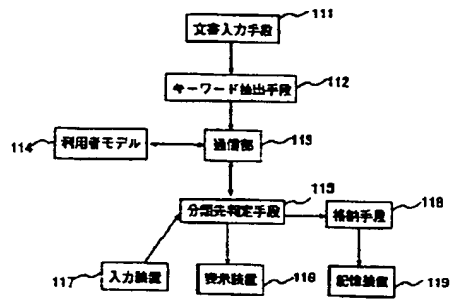 文書入力手段
111
キーワード抽出手段
112
114
利用者モデル
通信部
113
分類先判定手段
115
格納手段
118
117
入力装置
表示装置
116
記憶装置
119